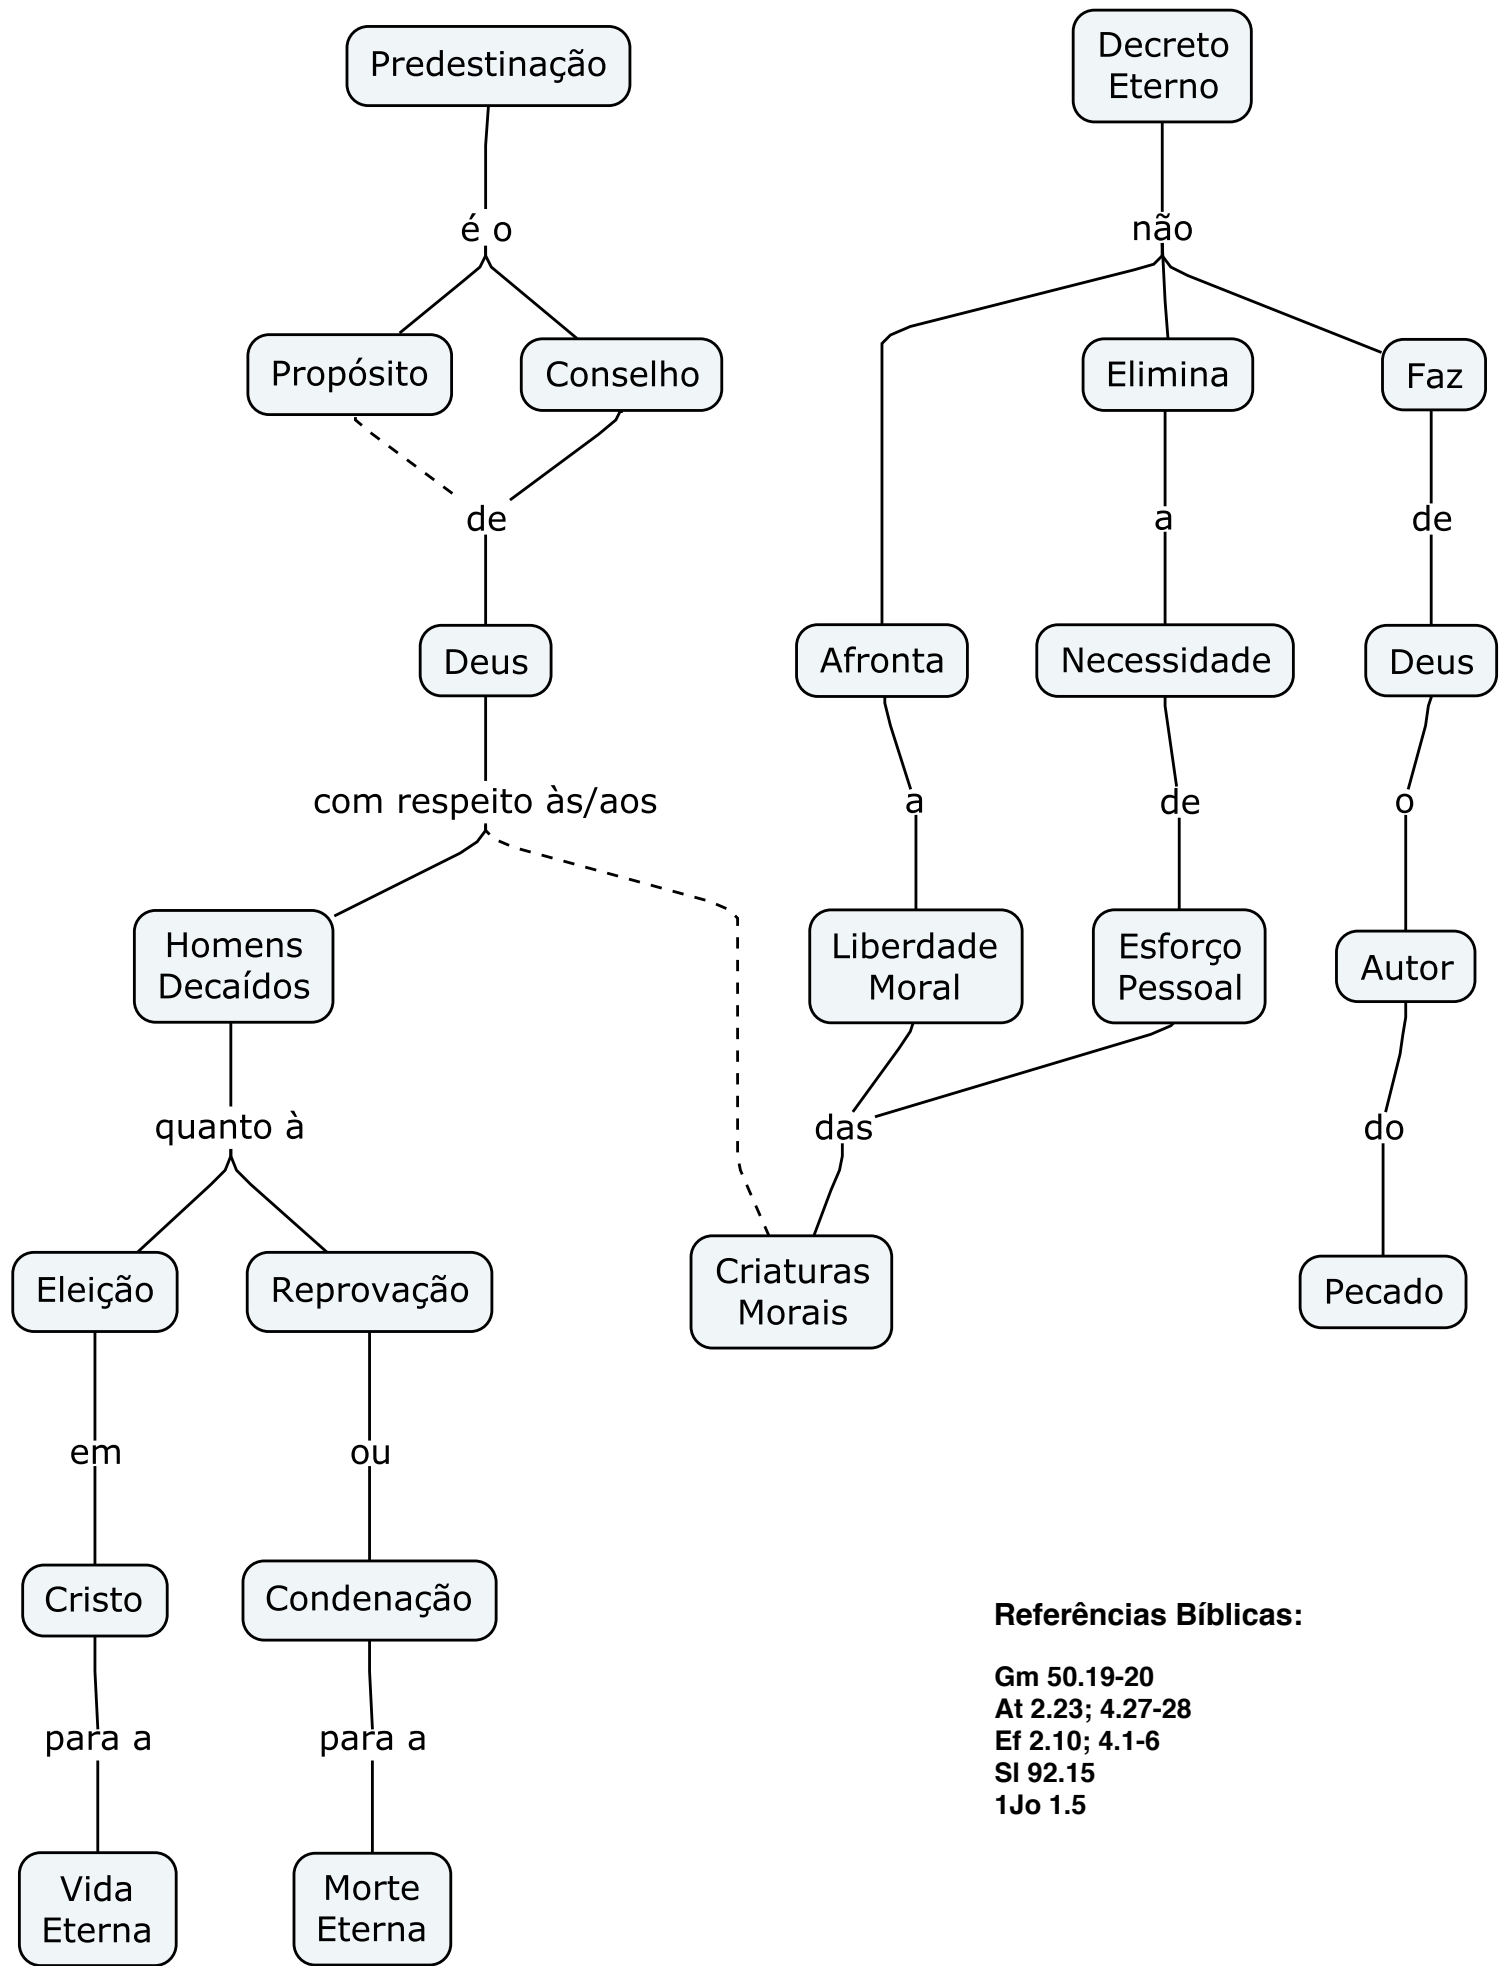 Predestinação
é o
Propósito
Conselho
de
Deus
com respeito às/aos
Homens
Decaídos
quanto à
Eleição
Reprovação
em
ou
Cristo
Condenação
para a
para a
Vida
Eterna
Morte
Eterna
Decreto
Eterno
não
Elimina
Faz
a
de
Afronta
Necessidade
Deus
a
de
o
Liberdade
Moral
Esforço
Pessoal
Autor
das
do
Criaturas
Morais
Pecado
Referências Bíblicas:
Gm 50.19-20
At 2.23; 4.27-28
Ef 2.10; 4.1-6
Sl 92.15
1Jo 1.5